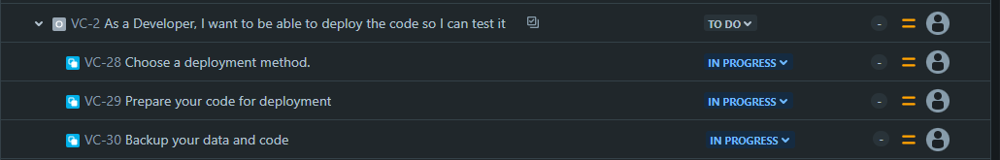 VC-2 As a Developer, I want to be able to deploy the code so I can test it TO DO -
VC-28 Choose a deployment method. IN PROGRESS -
VC-29 Prepare your code for deployment IN PROGRESS -
VC-30 Backup your data and code IN PROGRESS -